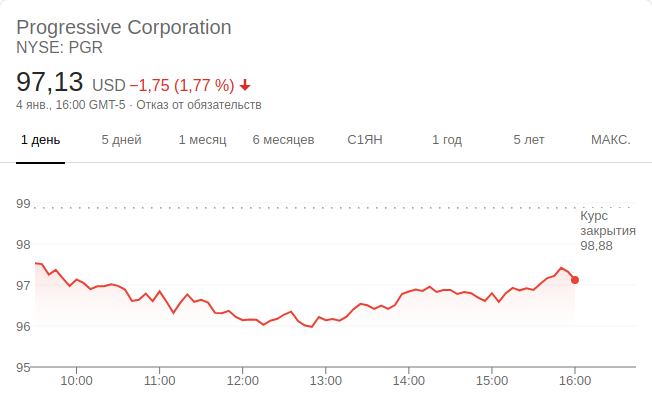 Progressive Corporation
NYSE: PGR
97,13 USD −1,75 (1,77 %)
4 янв., 16:00 GMT-5 · Отказ от обязательств
1 день 5 дней 1 месяц 6 месяцев С1ЯН 1 год 5 лет МАКС.
99
Курс
закрытия
98,88
98
97
96
95
10:00 11:00 12:00 13:00 14:00 15:00 16:00